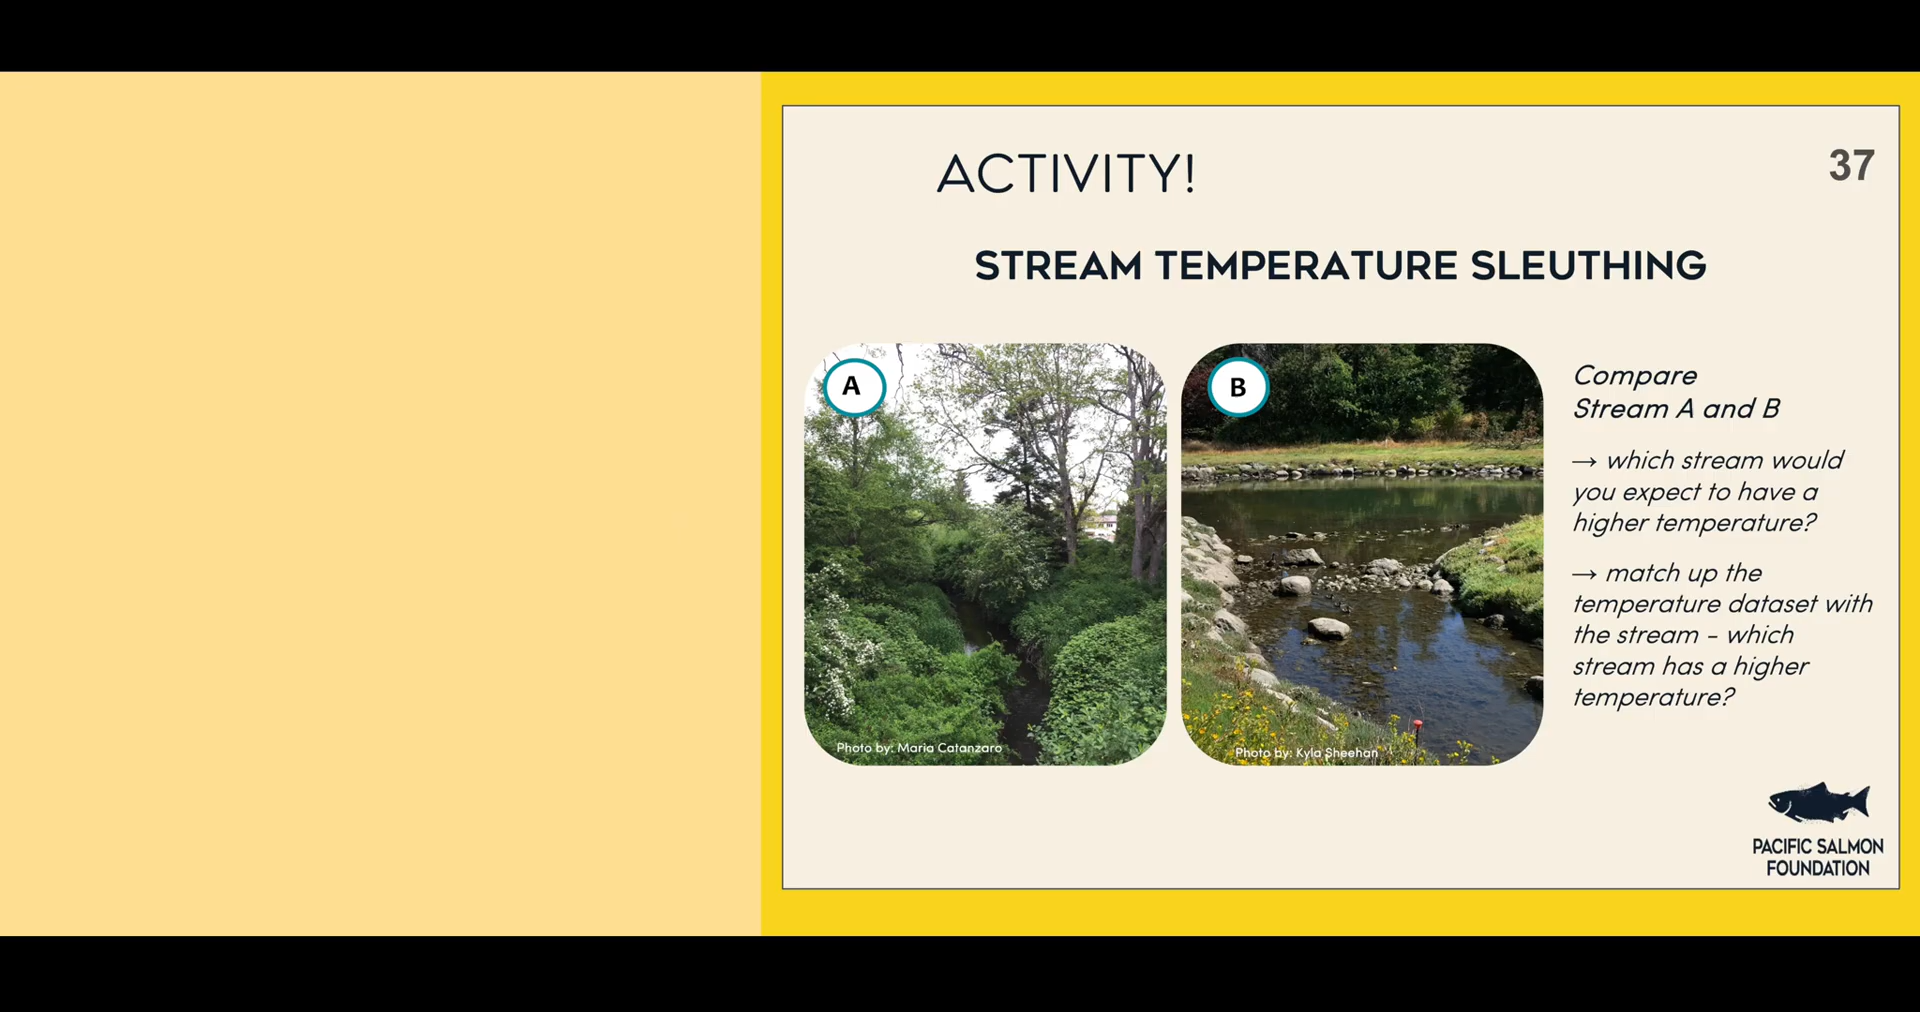 ACTIVITY!
37
STREAM TEMPERATURE SLEUTHING
A
B
Compare
Stream A and B
→ which stream would
you expect to have a
higher temperature?
→ match up the
temperature dataset with
the stream – which
stream has a higher
temperature?
Photo by: Maria Catanzaro
Photo by: Kyla Sheehan
PACIFIC SALMON
FOUNDATION